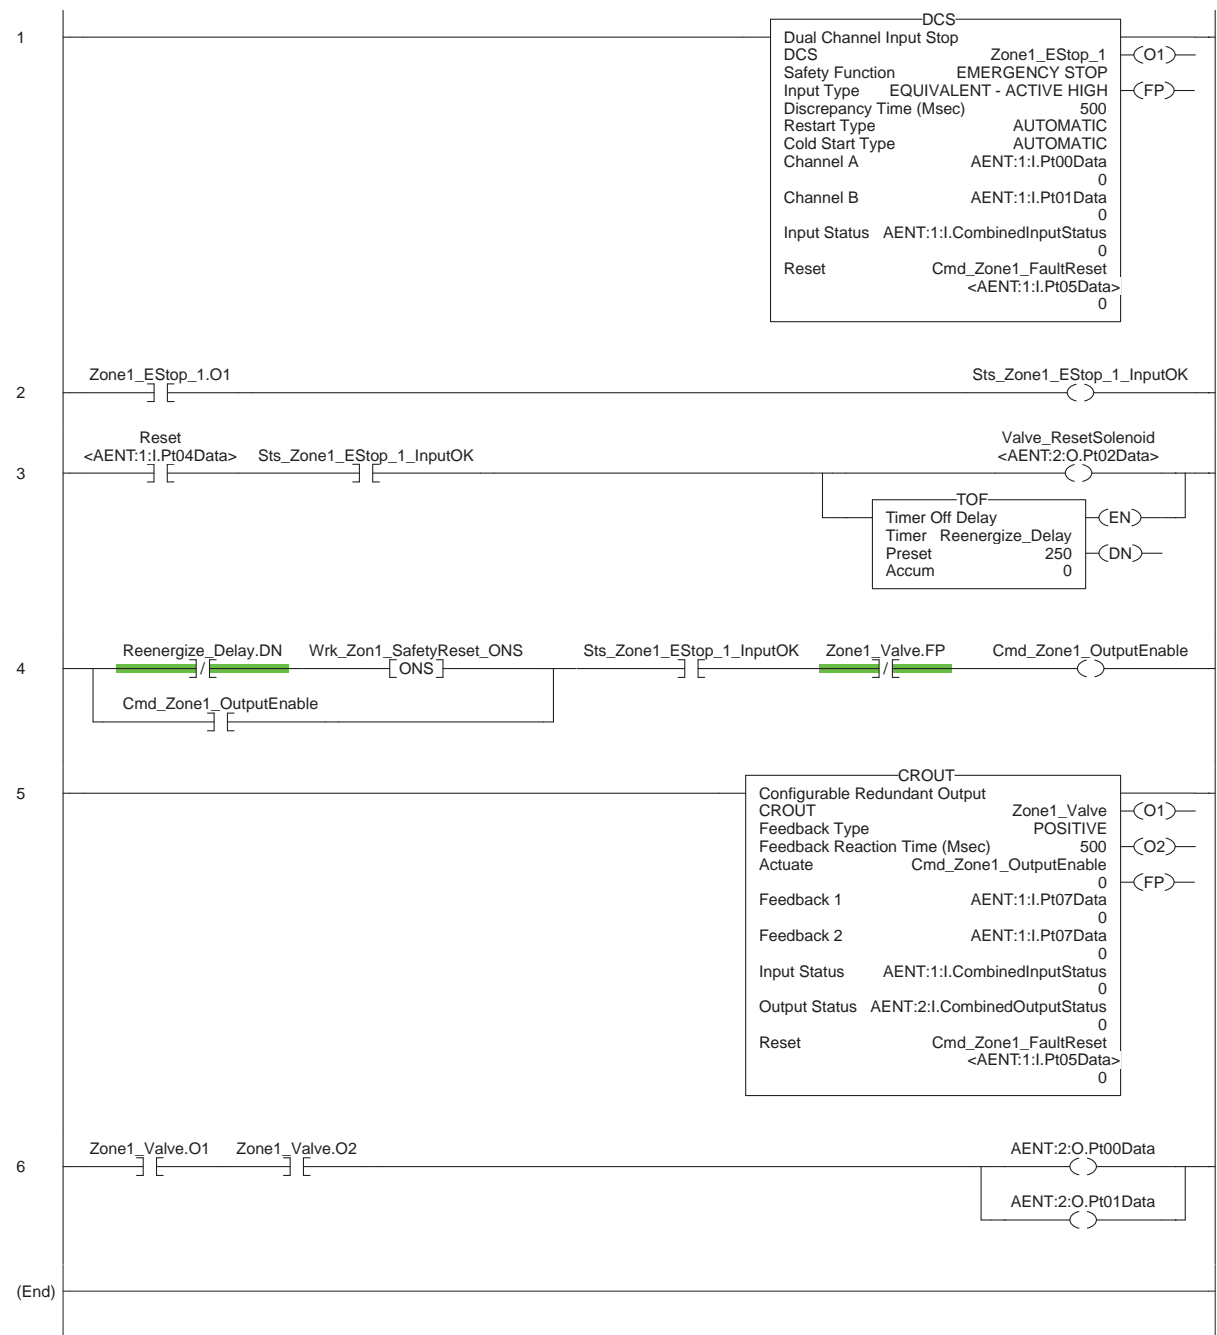 1
DCS
Dual Channel Input Stop
DCS Zone1_EStop_1
Safety Function EMERGENCY STOP
Input Type EQUIVALENT - ACTIVE HIGH
Discrepancy Time (Msec) 500
Restart Type AUTOMATIC
Cold Start Type AUTOMATIC
Channel A AENT:1:I.Pt00Data
0
Channel B AENT:1:I.Pt01Data
0
Input Status AENT:1:I.CombinedInputStatus
0
Reset Cmd_Zone1_FaultReset
<AENT:1:I.Pt05Data>
0
O1
FP
2
Zone1_EStop_1.O1 Sts_Zone1_EStop_1_InputOK
3
Reset
<AENT:1:I.Pt04Data> Sts_Zone1_EStop_1_InputOK
Valve_ResetSolenoid
<AENT:2:O.Pt02Data>
TOF
Timer Off Delay
Timer Reenergize_Delay
Preset 250
Accum 0
EN
DN
4
Reenergize_Delay.DN Wrk_Zon1_SafetyReset_ONS Sts_Zone1_EStop_1_InputOK Zone1_Valve.FP Cmd_Zone1_OutputEnable
/ ONS /
Cmd_Zone1_OutputEnable
5
CROUT
Configurable Redundant Output
CROUT Zone1_Valve
Feedback Type POSITIVE
Feedback Reaction Time (Msec) 500
Actuate Cmd_Zone1_OutputEnable
0
Feedback 1 AENT:1:I.Pt07Data
0
Feedback 2 AENT:1:I.Pt07Data
0
Input Status AENT:1:I.CombinedInputStatus
0
Output Status AENT:2:I.CombinedOutputStatus
0
Reset Cmd_Zone1_FaultReset
<AENT:1:I.Pt05Data>
0
O1
O2
FP
6
Zone1_Valve.O1 Zone1_Valve.O2 AENT:2:O.Pt00Data
AENT:2:O.Pt01Data
(End)